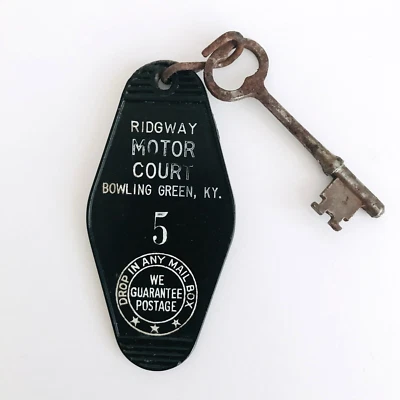 RIDGWAY
MOTOR
COURT
BOWLING GREEN, KY.
5
DROP IN ANY MAIL BOX
WE
GUARANTEE
POSTAGE